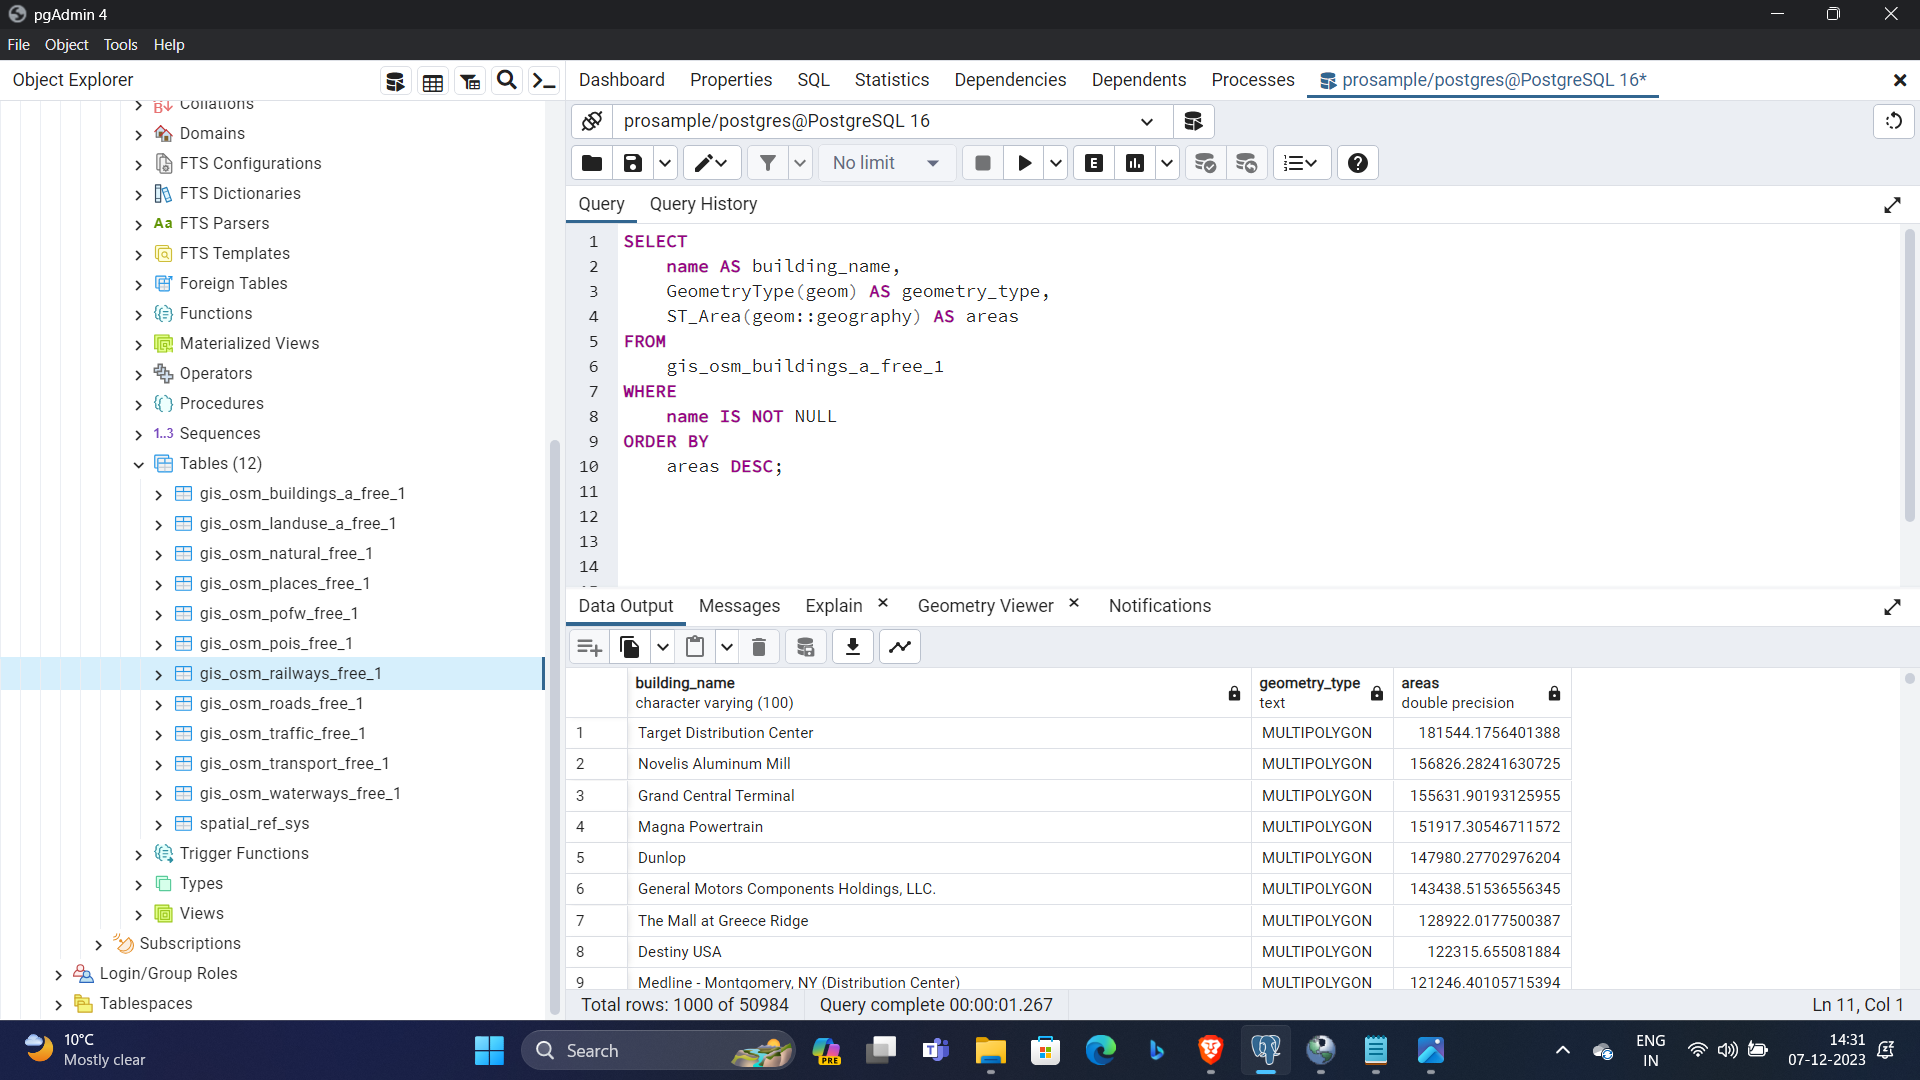 pgAdmin 4
File Object Tools Help
Object Explorer
Dashboard Properties SQL Statistics Dependencies Dependents Processes prosample/postgres@PostgreSQL 16*
Collations
Domains
FTS Configurations
FTS Dictionaries
Aa FTS Parsers
FTS Templates
Foreign Tables
Functions
Materialized Views
Operators
Procedures
1..3 Sequences
Tables (12)
gis_osm_buildings_a_free_1
gis_osm_landuse_a_free_1
gis_osm_natural_free_1
gis_osm_places_free_1
gis_osm_pofw_free_1
gis_osm_pois_free_1
gis_osm_railways_free_1
gis_osm_roads_free_1
gis_osm_traffic_free_1
gis_osm_transport_free_1
gis_osm_waterways_free_1
spatial_ref_sys
Trigger Functions
Types
Views
Subscriptions
Login/Group Roles
Tablespaces
prosample/postgres@PostgreSQL 16
No limit
E
Query Query History
1 SELECT
2 name AS building_name,
3 GeometryType(geom) AS geometry_type,
4 ST_Area(geom::geography) AS areas
5 FROM
6 gis_osm_buildings_a_free_1
7 WHERE
8 name IS NOT NULL
9 ORDER BY
10 areas DESC;
11
12
13
14
Data Output Messages Explain Geometry Viewer Notifications
building_name geometry_type areas
character varying (100) text double precision
1 Target Distribution Center MULTIPOLYGON 181544.1756401388
2 Novelis Aluminum Mill MULTIPOLYGON 156826.28241630725
3 Grand Central Terminal MULTIPOLYGON 155631.90193125955
4 Magna Powertrain MULTIPOLYGON 151917.30546711572
5 Dunlop MULTIPOLYGON 147980.27702976204
6 General Motors Components Holdings, LLC. MULTIPOLYGON 143438.51536556345
7 The Mall at Greece Ridge MULTIPOLYGON 128922.0177500387
8 Destiny USA MULTIPOLYGON 122315.655081884
9 Medline - Montgomery, NY (Distribution Center) MULTIPOLYGON 121246.40105715394
Total rows: 1000 of 50984 Query complete 00:00:01.267 Ln 11, Col 1
10°C
Mostly clear
Search
PRE
ENG
IN
14:31
07-12-2023